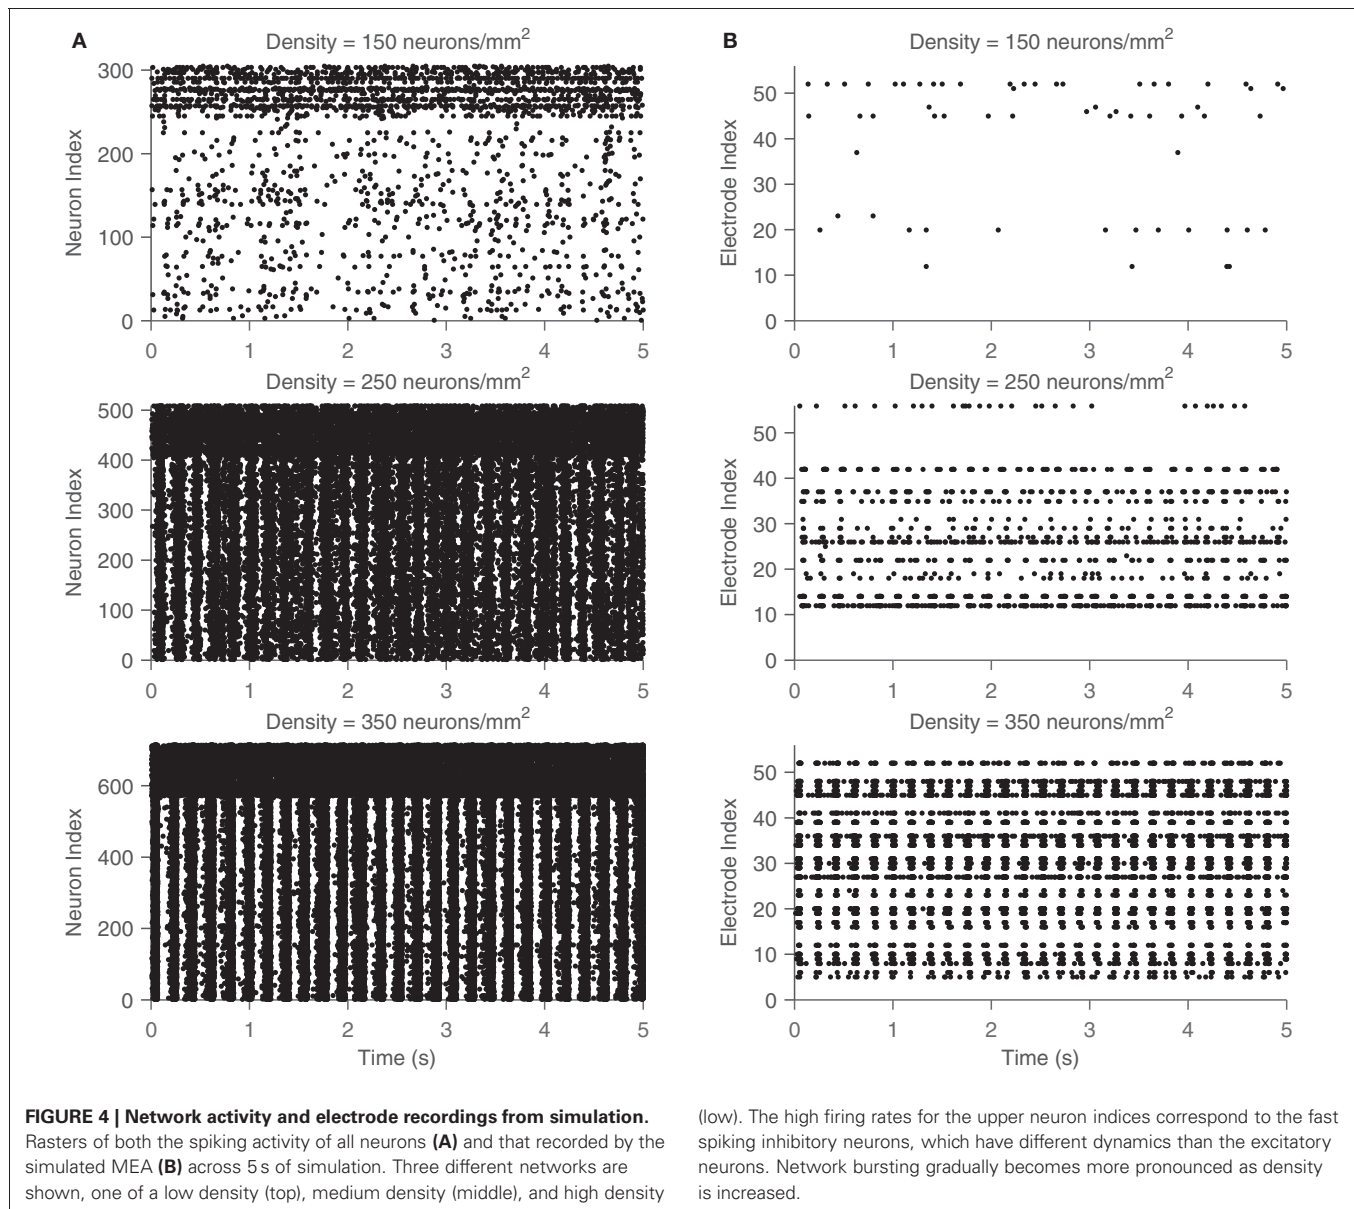 A
Density = 150 neurons/mm²
300
200
100
0
Neuron Index
0 1 2 3 4 5
Density = 250 neurons/mm²
500
400
300
200
100
0
Neuron Index
0 1 2 3 4 5
Density = 350 neurons/mm²
600
400
200
0
Neuron Index
0 1 2 3 4 5
Time (s)
B
Density = 150 neurons/mm²
50
40
30
20
10
0
Electrode Index
0 1 2 3 4 5
Density = 250 neurons/mm²
50
40
30
20
10
0
Electrode Index
0 1 2 3 4 5
Density = 350 neurons/mm²
50
40
30
20
10
0
Electrode Index
0 1 2 3 4 5
Time (s)
FIGURE 4 | Network activity and electrode recordings from simulation.
Rasters of both the spiking activity of all neurons (A) and that recorded by the
simulated MEA (B) across 5 s of simulation. Three different networks are
shown, one of a low density (top), medium density (middle), and high density
(low). The high firing rates for the upper neuron indices correspond to the fast
spiking inhibitory neurons, which have different dynamics than the excitatory
neurons. Network bursting gradually becomes more pronounced as density
is increased.